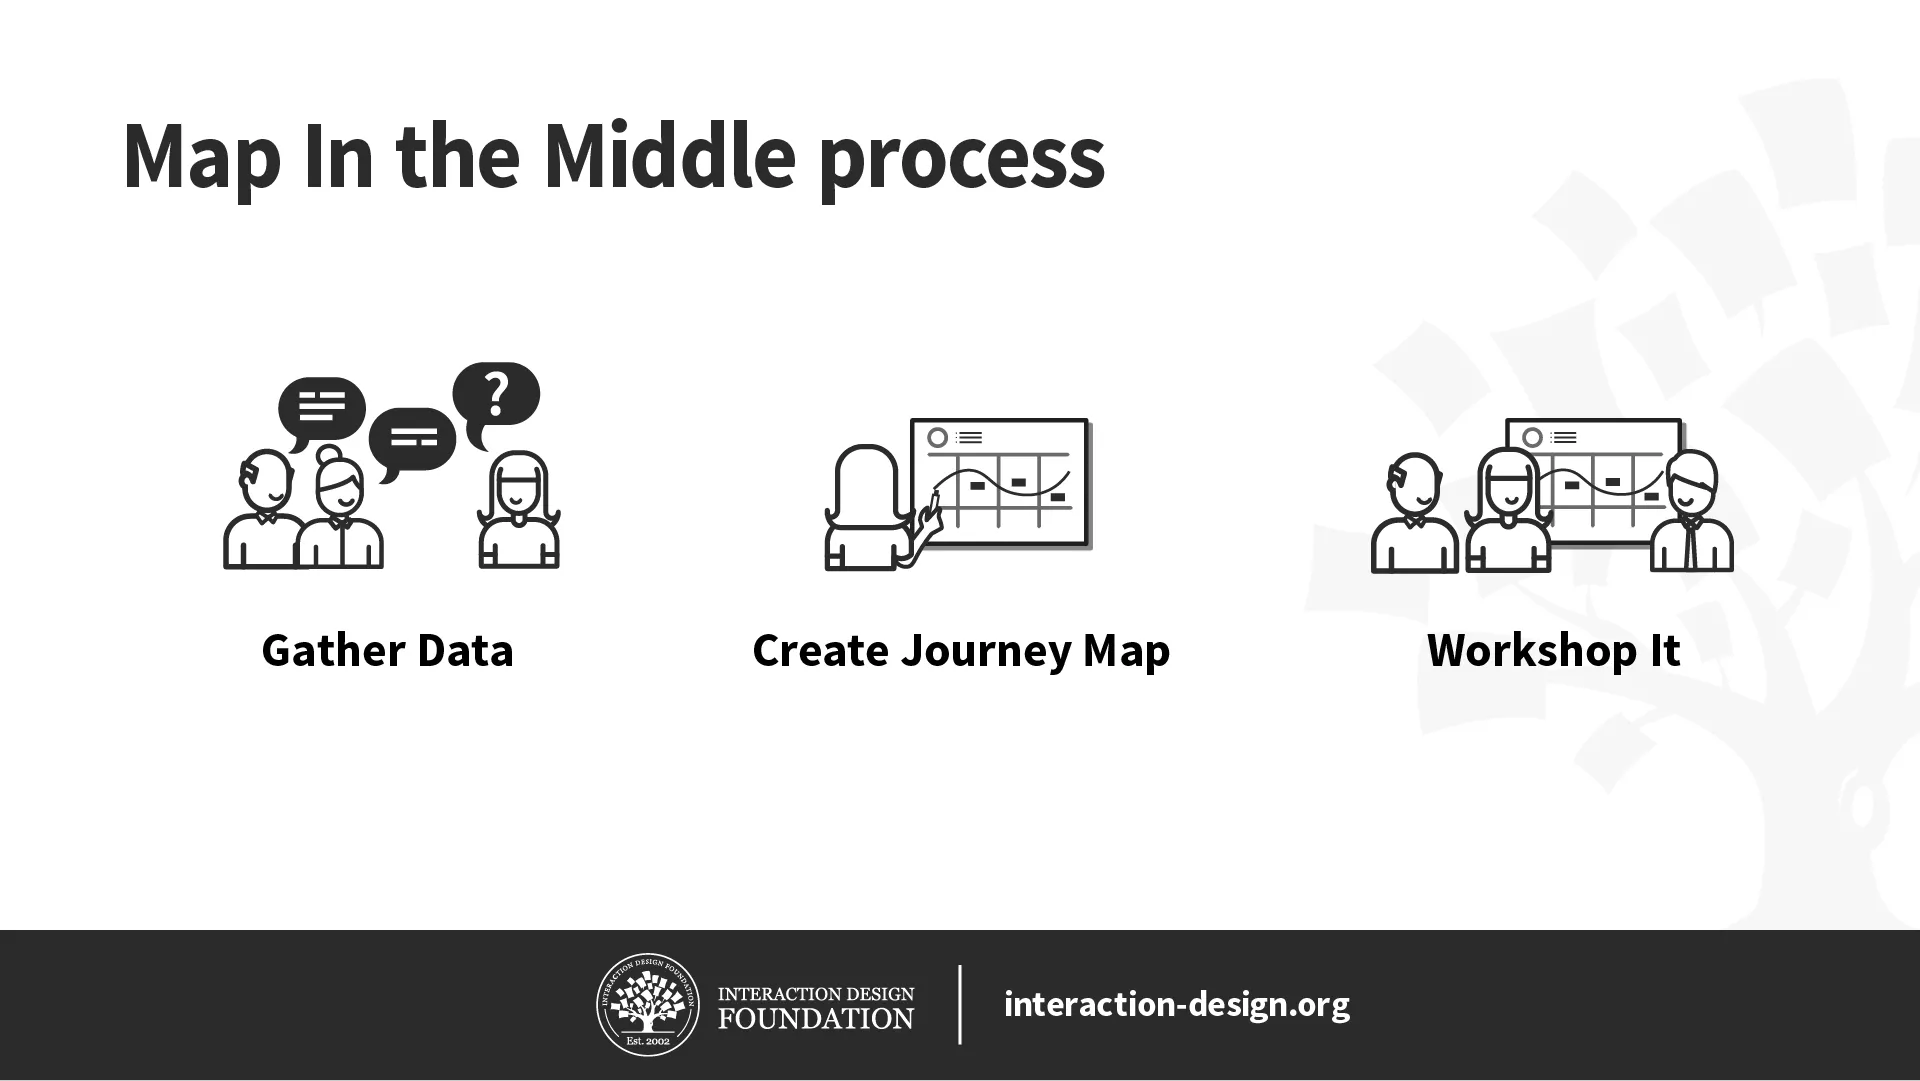 Map In the Middle process
?
Gather Data
Create Journey Map
Workshop It
INTERACTION DESIGN FOUNDATION
Est. 2002
INTERACTION DESIGN
FOUNDATION
interaction-design.org